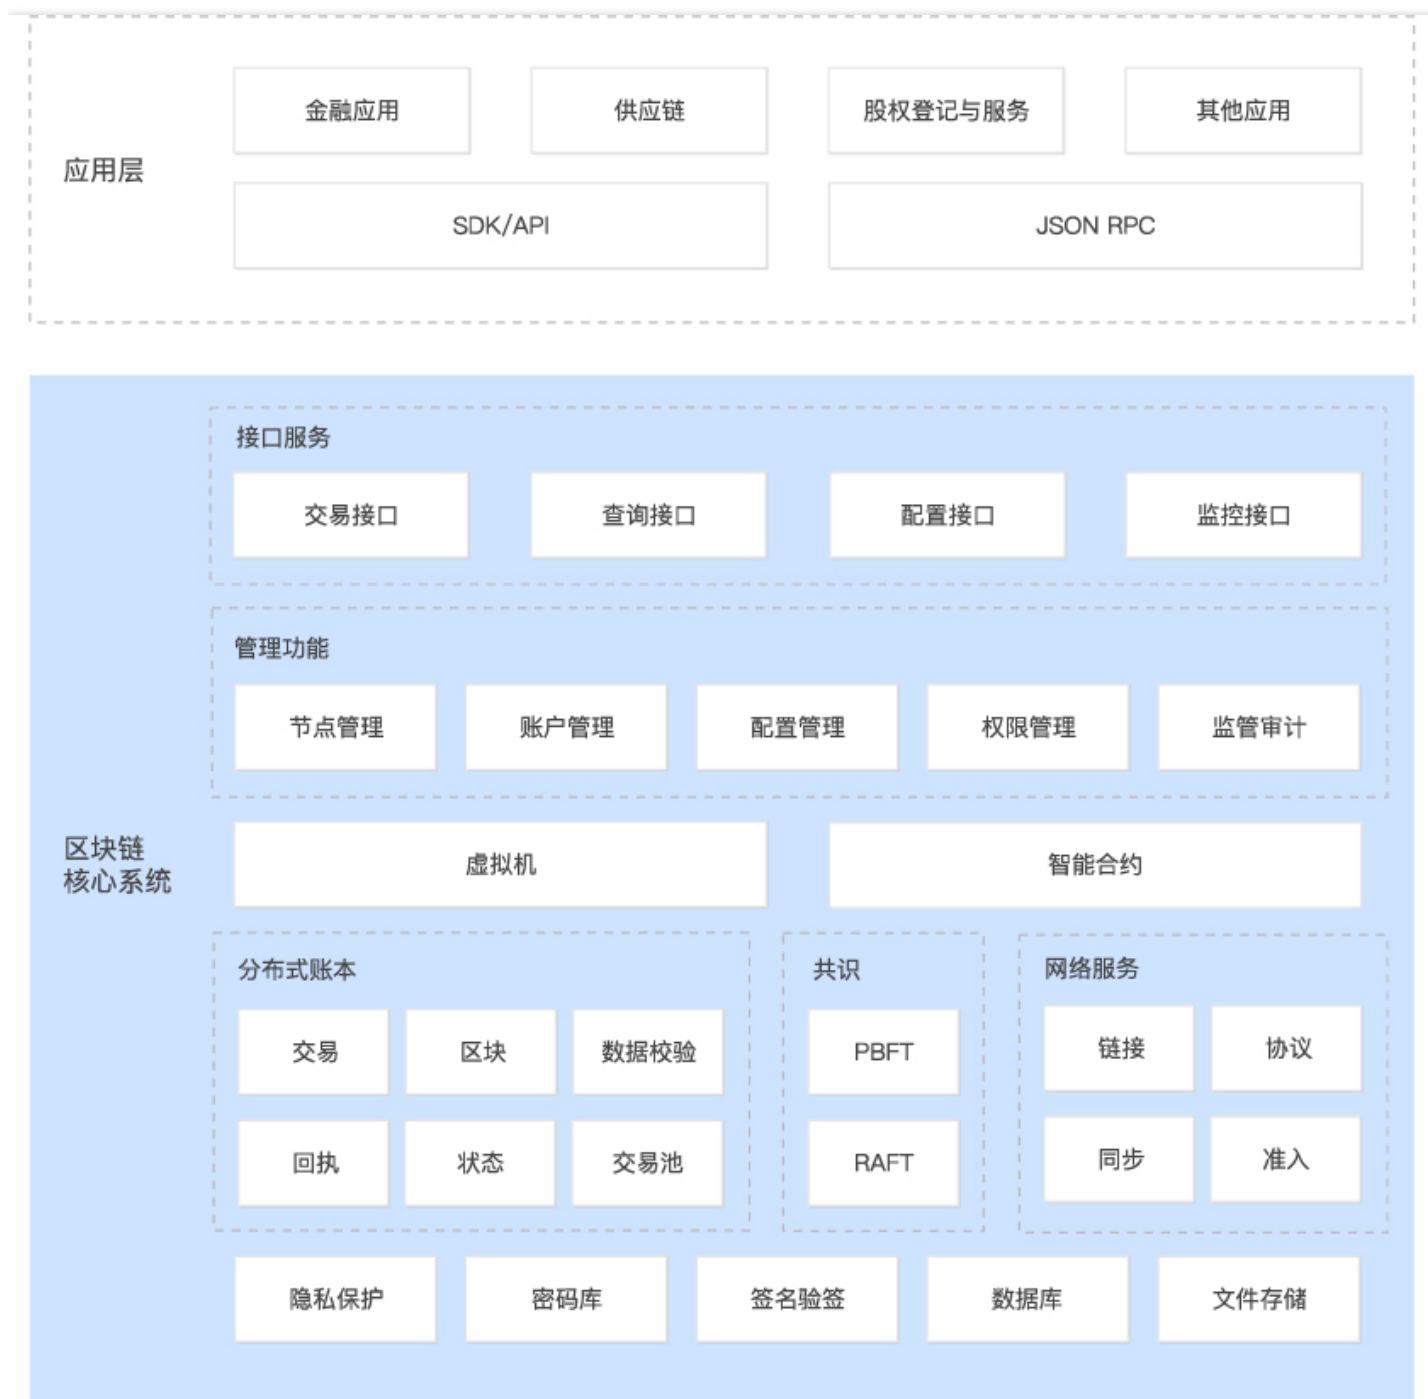 应用层
金融应用
供应链
股权登记与服务
其他应用
SDK/API
JSON RPC
区块链
核心系统
接口服务
交易接口
查询接口
配置接口
监控接口
管理功能
节点管理
账户管理
配置管理
权限管理
监管审计
虚拟机
智能合约
分布式账本
交易
区块
数据校验
回执
状态
交易池
共识
PBFT
RAFT
网络服务
链接
协议
同步
准入
隐私保护
密码库
签名验签
数据库
文件存储